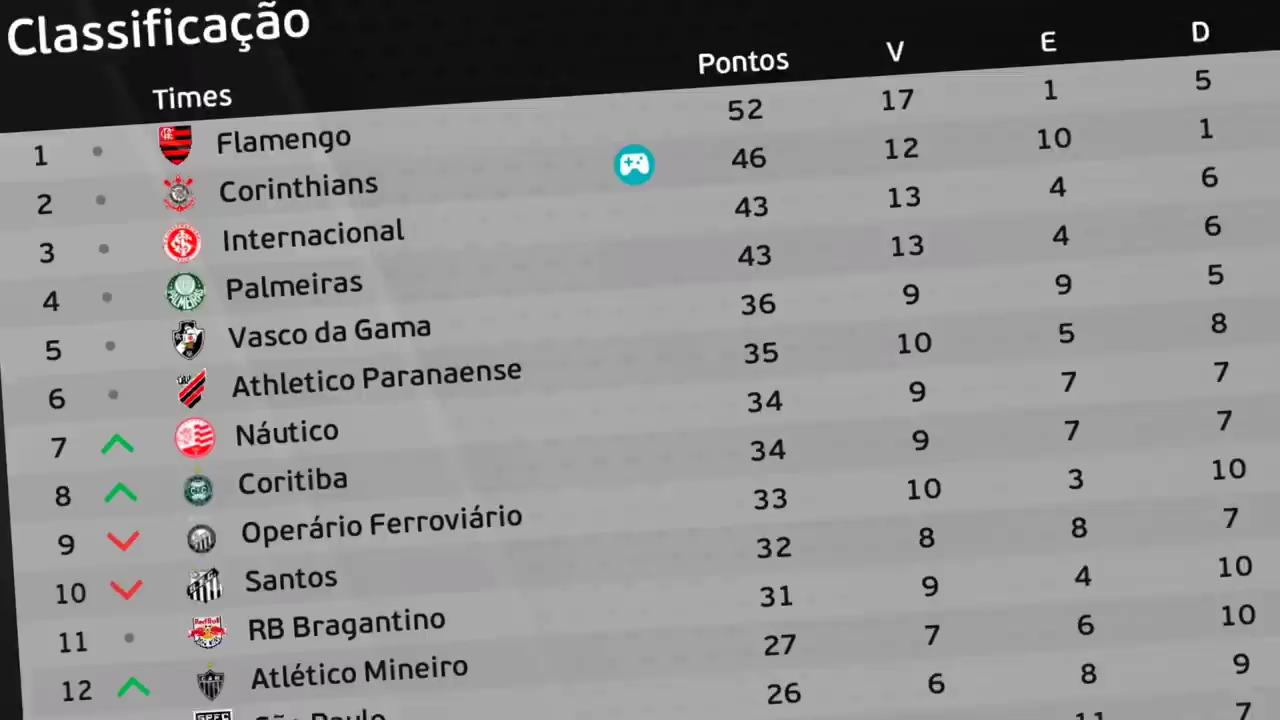 Classificação
Times Pontos V E D
1 Flamengo 52 17 1 5
2 Corinthians 46 12 10 1
3 Internacional 43 13 4 6
4 Palmeiras 43 13 4 6
5 Vasco da Gama 36 9 9 5
6 Athletico Paranaense 35 10 5 8
7 Náutico 34 9 7 7
8 Coritiba 34 9 7 7
9 Operário Ferroviário 33 10 3 10
10 Santos 32 8 8 7
11 RB Bragantino 31 9 4 10
12 Atlético Mineiro 27 7 6 10
São Paulo 26 6 8 9
11 7